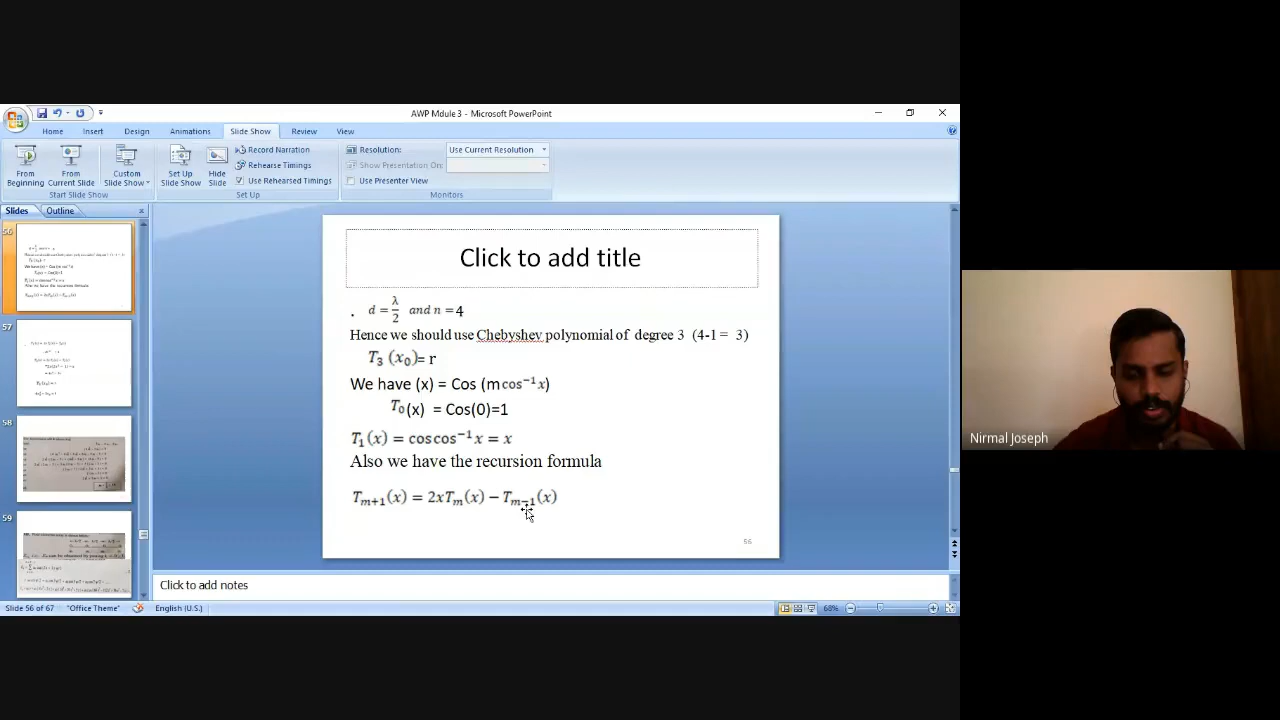 AWP Mdule 3 - Microsoft PowerPoint
Home Insert Design Animations Slide Show Review View
From Beginning
From Current Slide
Custom Slide Show
Start Slide Show
Set Up Slide Show
Hide Slide
Record Narration
Rehearse Timings
Use Rehearsed Timings
Set Up
Resolution: Use Current Resolution
Show Presentation On:
Use Presenter View
Monitors
Slides Outline
56
57
58
59
Click to add title
. d = λ/2 and n = 4
Hence we should use Chebyshev polynomial of degree 3 (4-1 = 3)
T₃ (x₀)= r
We have (x) = Cos (m cos⁻¹ x)
T₀ (x) = Cos(0)=1
T₁(x) = cos cos⁻¹ x = x
Also we have the recursion formula
Tₘ₊₁(x) = 2xTₘ(x) − Tₘ₋₁(x)
56
Click to add notes
Slide 56 of 67 "Office Theme" English (U.S.) 68%
Nirmal Joseph